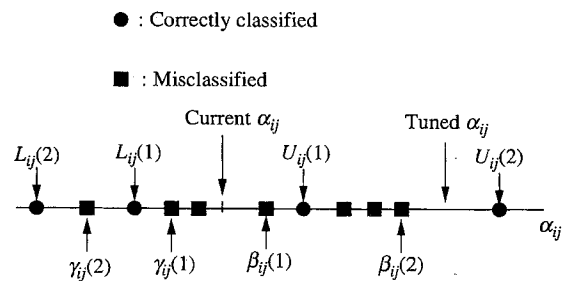 ● : Correctly classified
■ : Misclassified
Current αij Tuned αij
Lij(2) Lij(1) Uij(1) Uij(2)
αij
γij(2) γij(1) βij(1) βij(2)